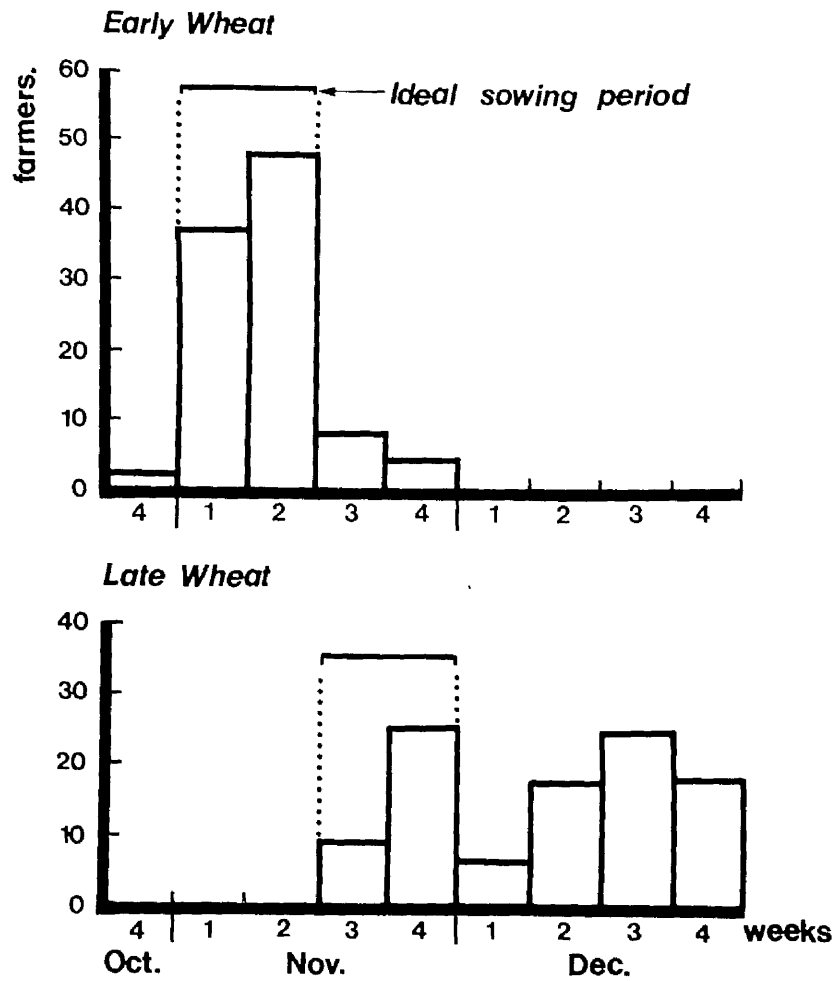 Early Wheat
farmers.
60
50
40
30
20
10
0
Ideal sowing period
4 1 2 3 4 1 2 3 4
Late Wheat
40
30
20
10
0
4 1 2 3 4 1 2 3 4 weeks
Oct. Nov. Dec.